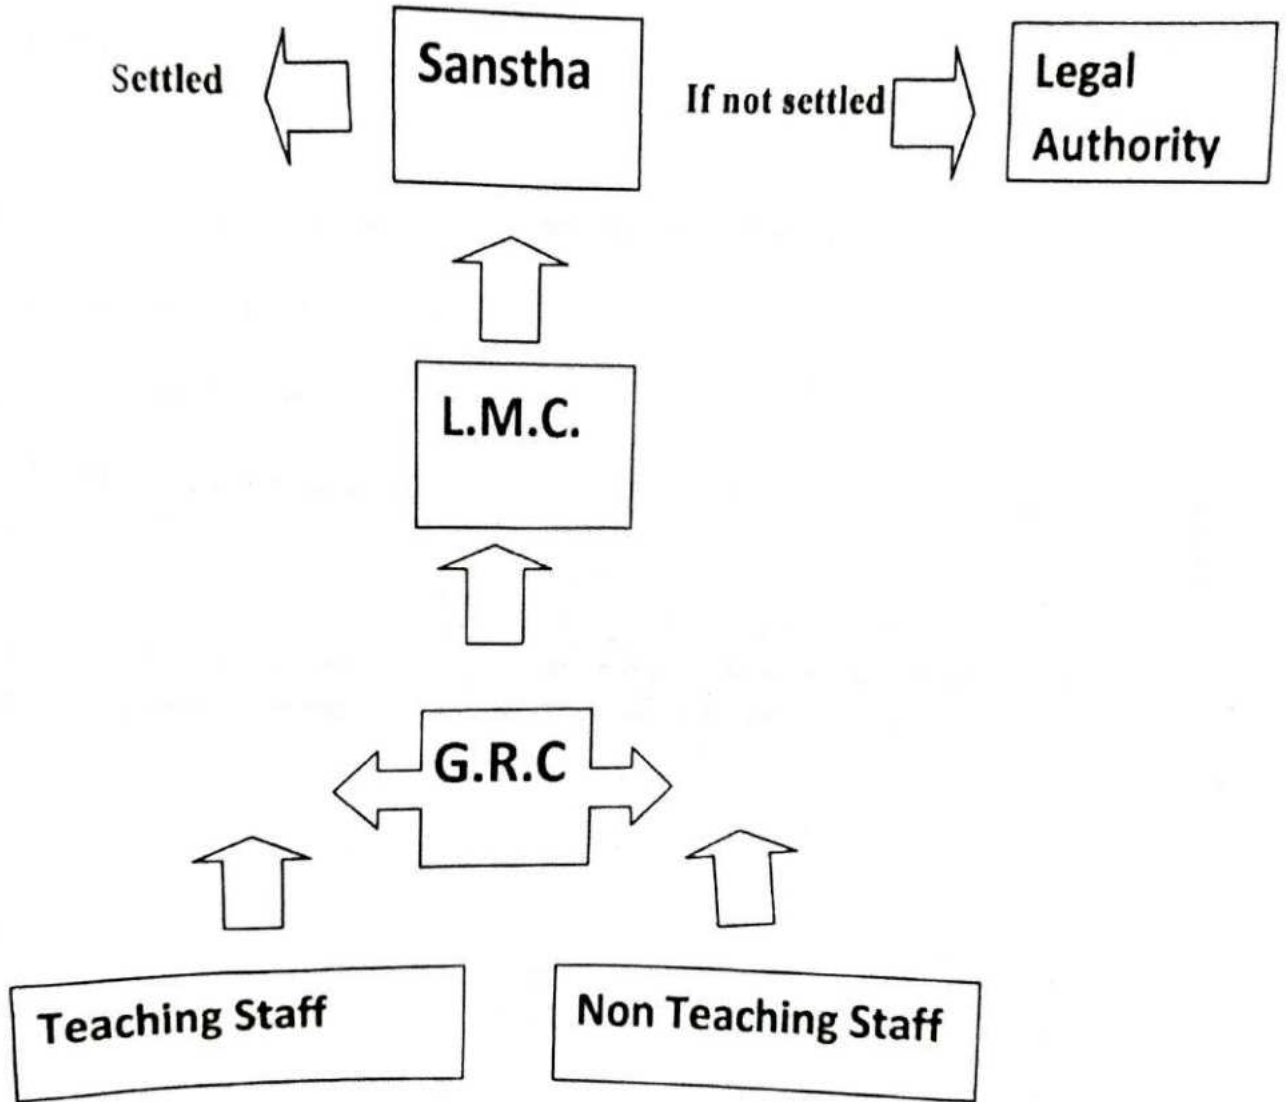 Settled
Sanstha
If not settled
Legal
Authority
L.M.C.
G.R.C
Teaching Staff
Non Teaching Staff